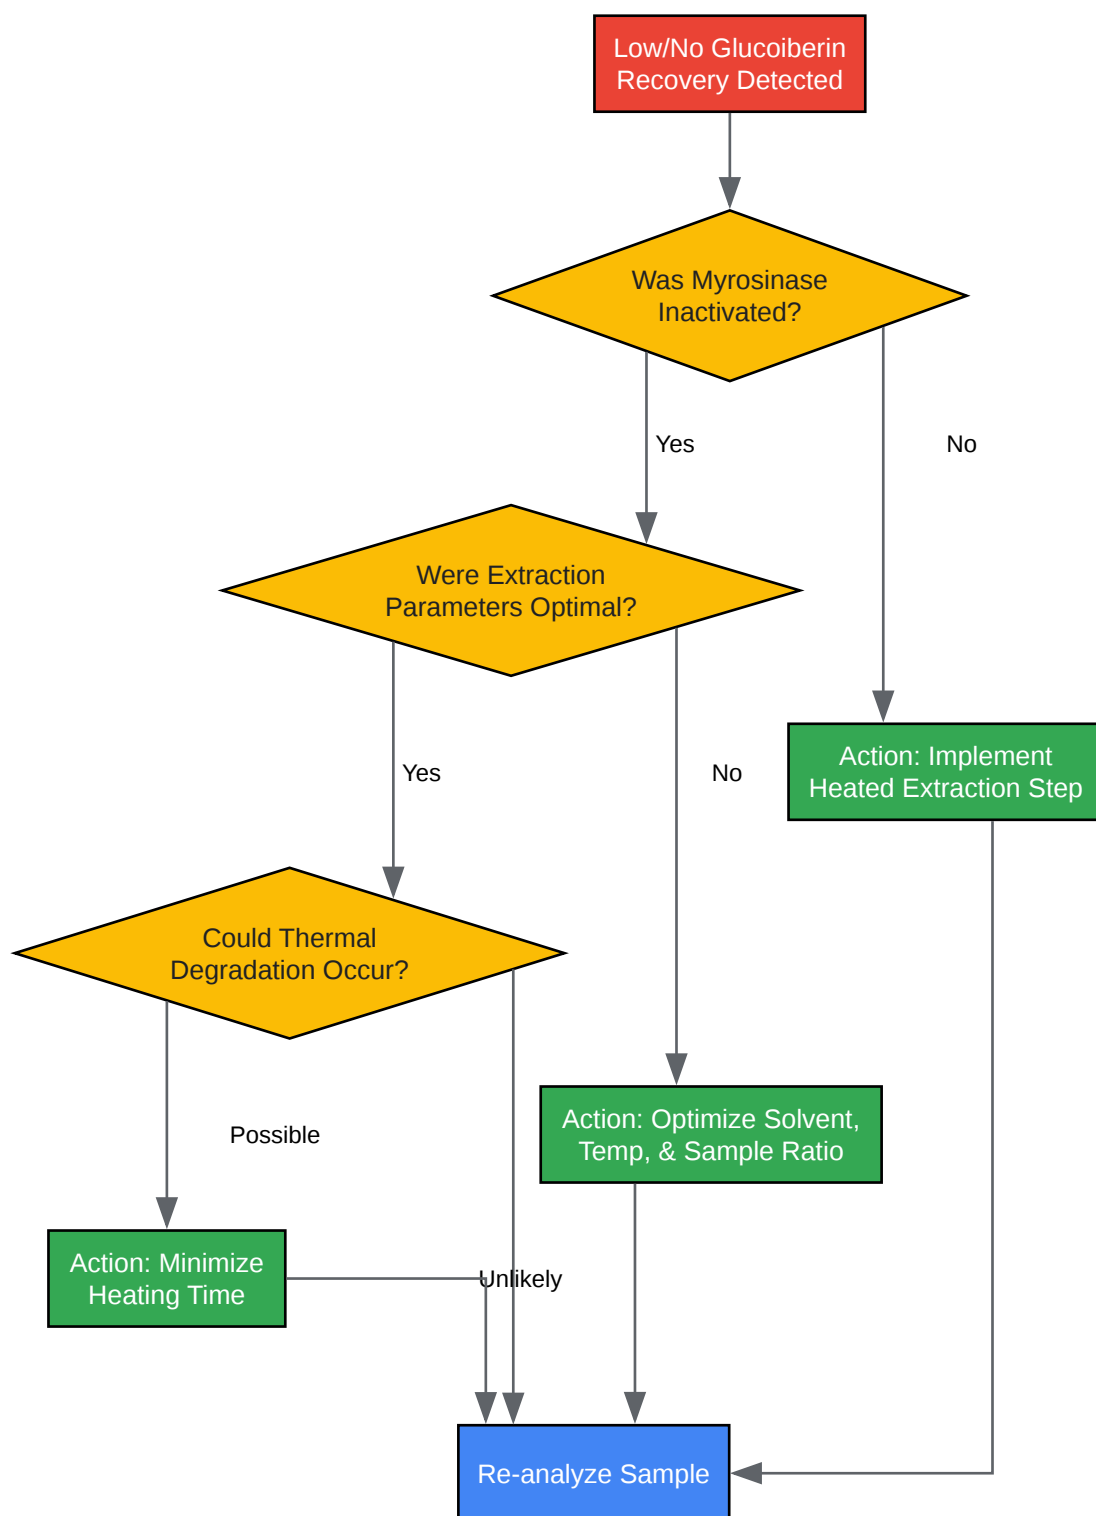 Low/No Glucoiberin
Recovery Detected
Was Myrosinase
Inactivated?
Yes
No
Were Extraction
Parameters Optimal?
Action: Implement
Heated Extraction Step
Yes
No
Could Thermal
Degradation Occur?
Action: Optimize Solvent,
Temp, & Sample Ratio
Possible
Action: Minimize
Heating Time
Unlikely
Re-analyze Sample